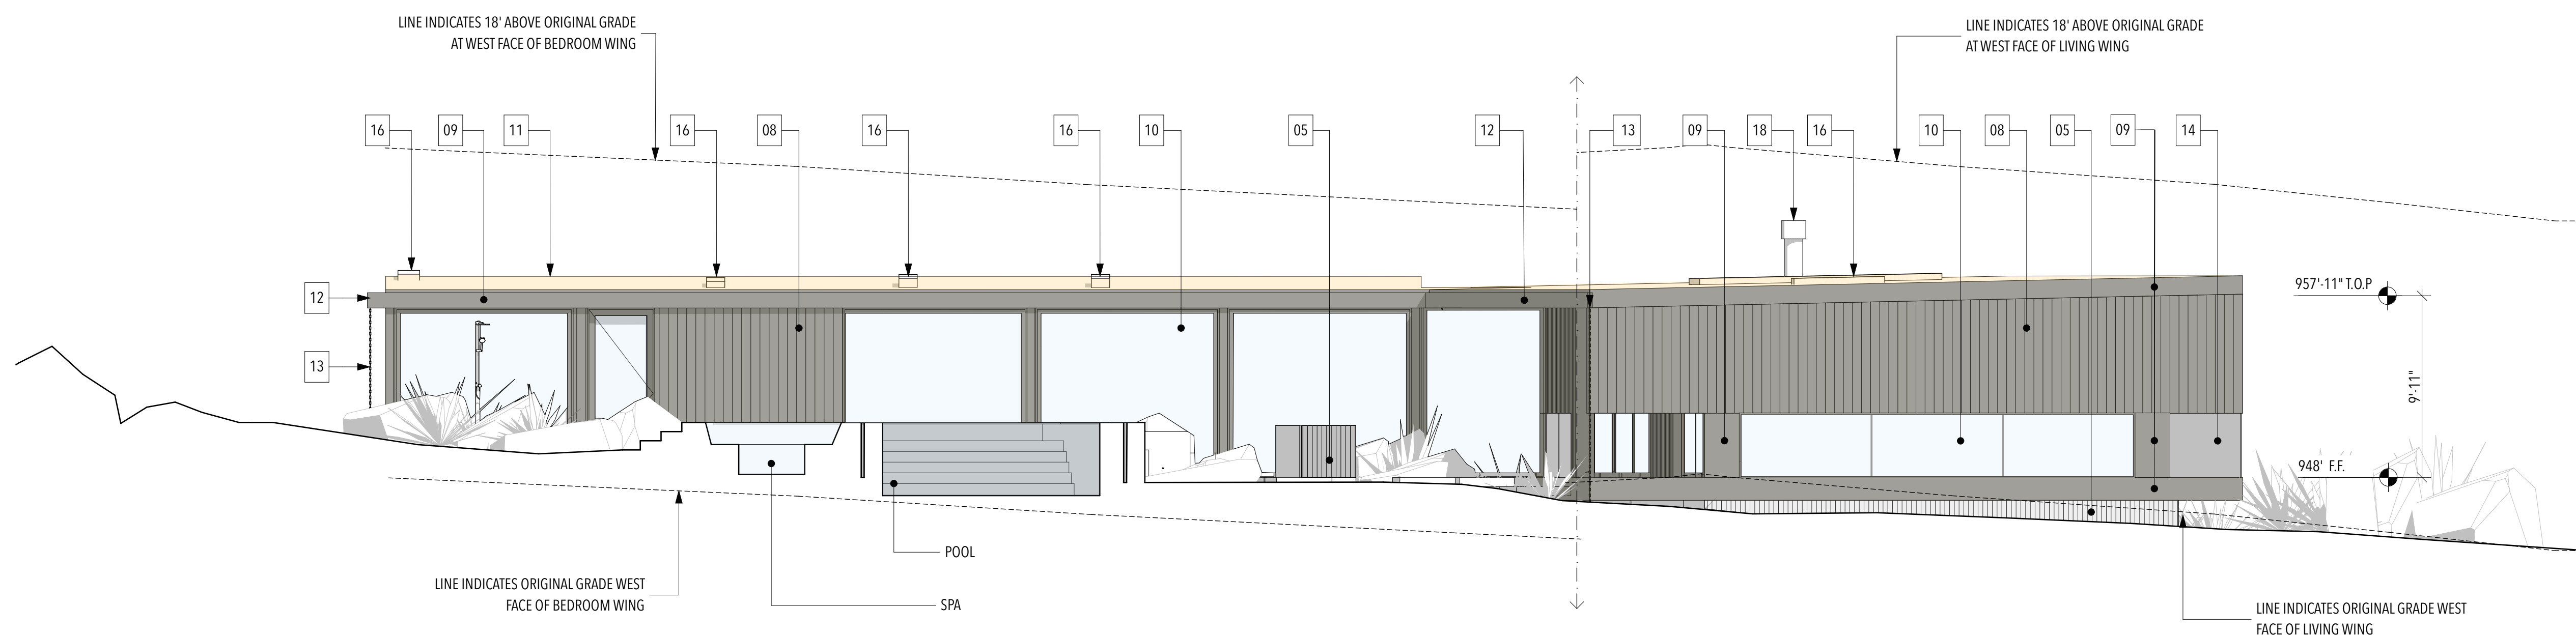 LINE INDICATES 18' ABOVE ORIGINAL GRADE
AT WEST FACE OF BEDROOM WING
LINE INDICATES 18' ABOVE ORIGINAL GRADE
AT WEST FACE OF LIVING WING
16
09
11
16
08
16
16
10
05
12
13
09
18
16
10
08
05
09
14
12
13
957'-11" T.O.P
9'-11"
948' F.F.
POOL
SPA
LINE INDICATES ORIGINAL GRADE WEST
FACE OF BEDROOM WING
LINE INDICATES ORIGINAL GRADE WEST
FACE OF LIVING WING